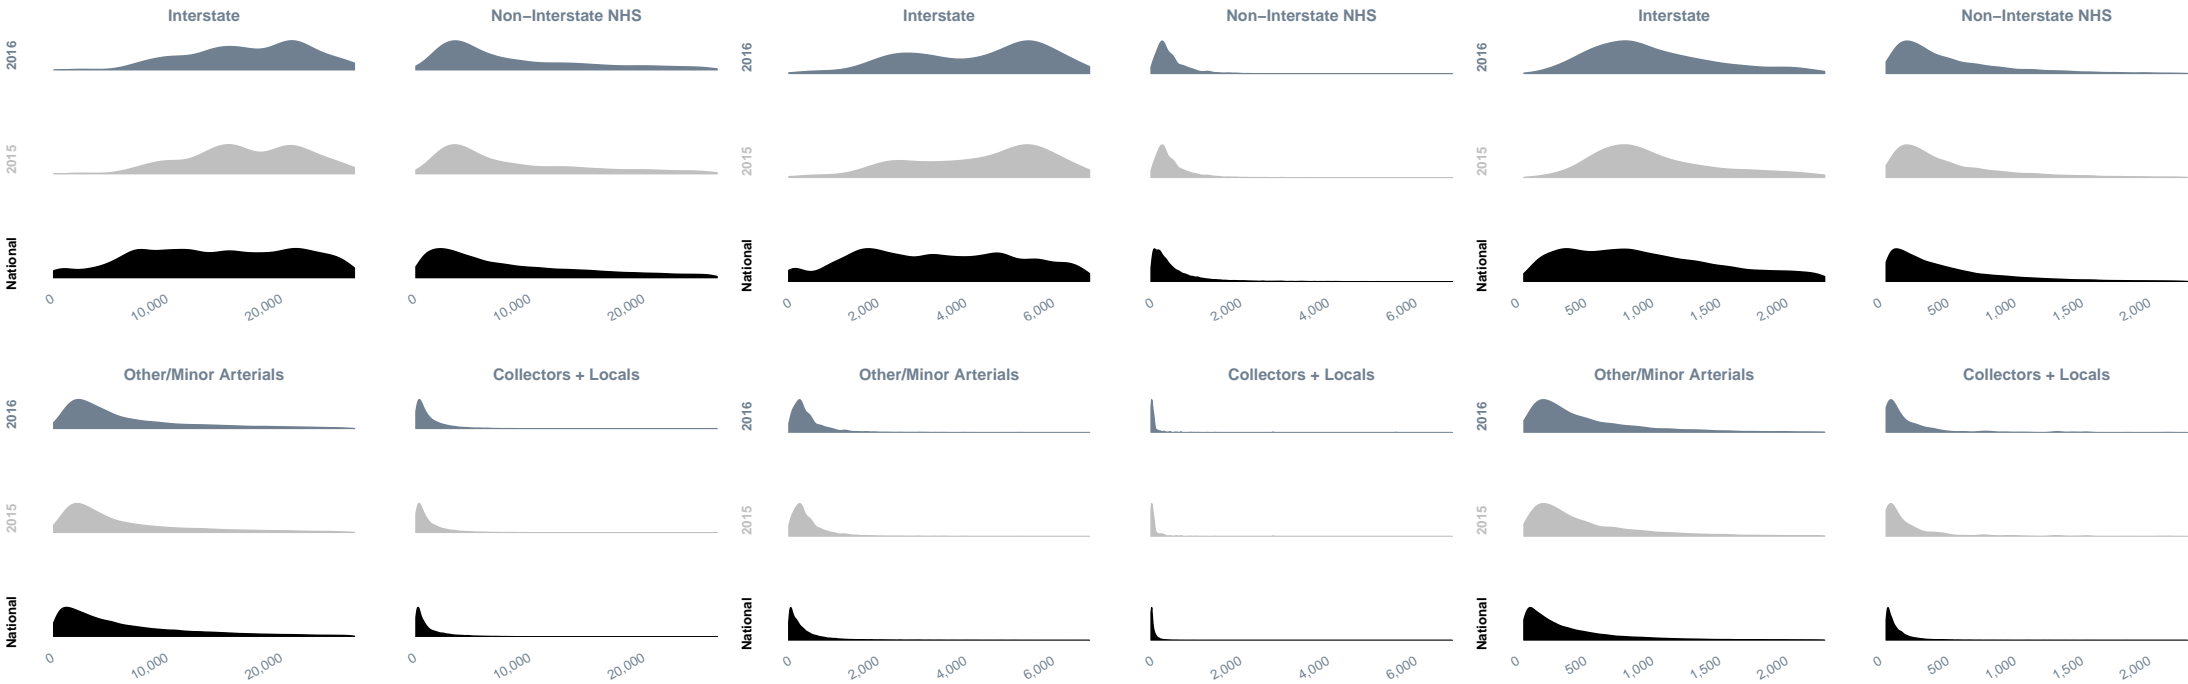 Interstate Non−Interstate NHS Interstate Non−Interstate NHS Interstate Non−Interstate NHS
2016 2016 2016
2015 2015 2015
National National National
0 10,000 20,000 0 10,000 20,000 0 2,000 4,000 6,000 0 2,000 4,000 6,000 0 500 1,000 1,500 2,000 0 500 1,000 1,500 2,000
Other/Minor Arterials Collectors + Locals Other/Minor Arterials Collectors + Locals Other/Minor Arterials Collectors + Locals
2016 2016 2016
2015 2015 2015
National National National
0 10,000 20,000 0 10,000 20,000 0 2,000 4,000 6,000 0 2,000 4,000 6,000 0 500 1,000 1,500 2,000 0 500 1,000 1,500 2,000